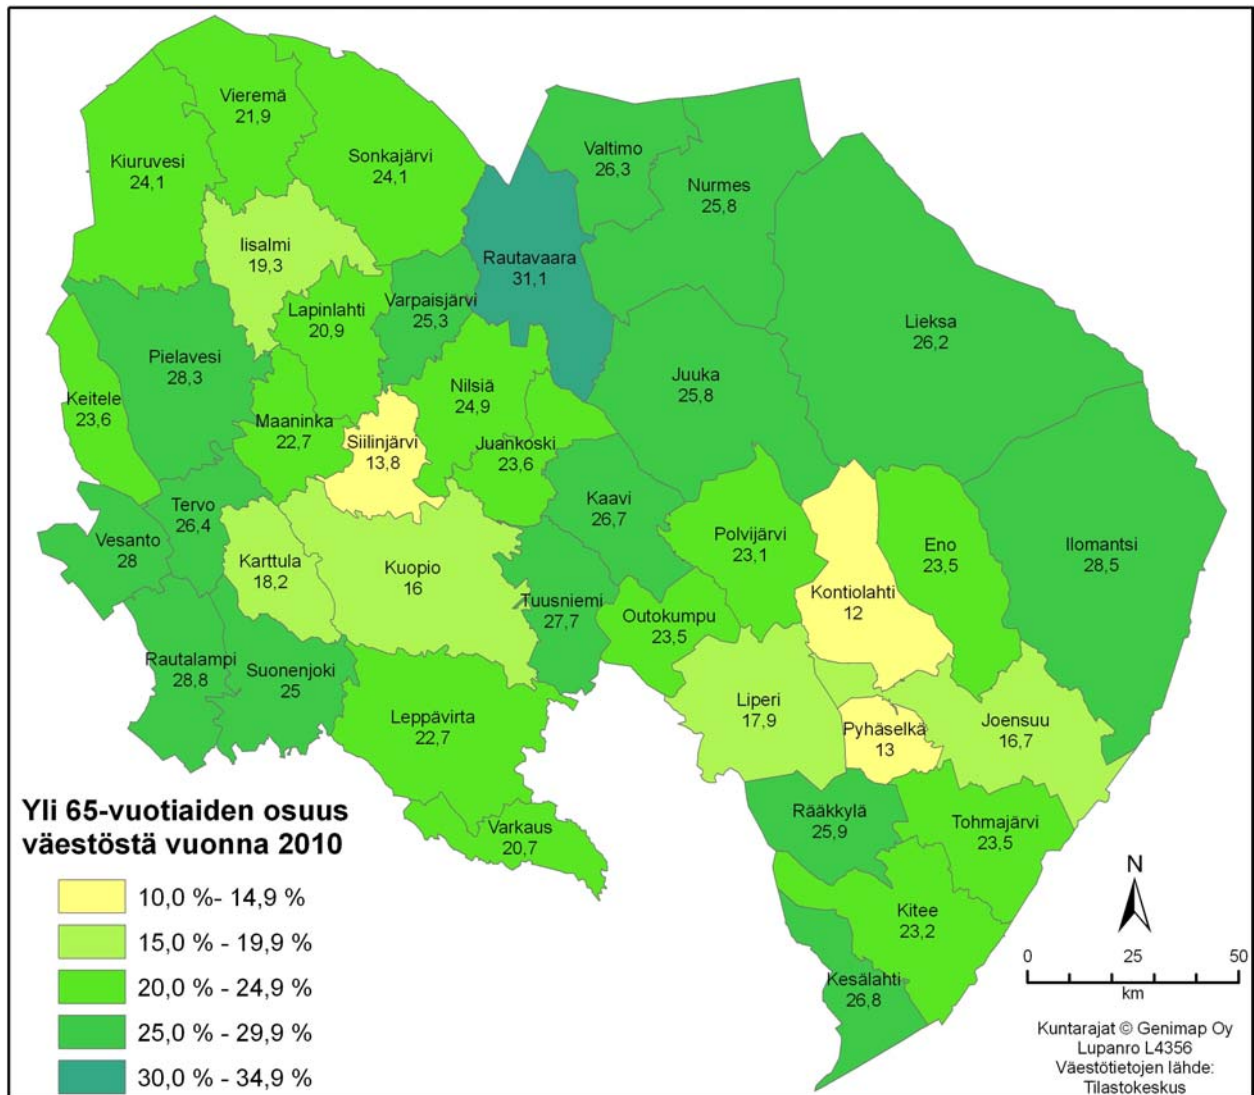 Vieremä
21,9
Kiuruvesi
24,1
Sonkajärvi
24,1
Valtimo
26,3
Nurmes
25,8
Iisalmi
19,3
Rautavaara
31,1
Lapinlahti
20,9
Varpaisjärvi
25,3
Lieksa
26,2
Pielavesi
28,3
Keitele
23,6
Nilsiä
24,9
Juuka
25,8
Maaninka
22,7
Siilinjärvi
13,8
Juankoski
23,6
Tervo
26,4
Kaavi
26,7
Vesanto
28
Polvijärvi
23,1
Eno
23,5
Ilomantsi
28,5
Karttula
18,2
Kuopio
16
Kontiolahti
12
Tuusniemi
27,7
Outokumpu
23,5
Rautalampi
28,8
Suonenjoki
25
Liperi
17,9
Leppävirta
22,7
Pyhäselkä
13
Joensuu
16,7
Rääkkylä
25,9
Tohmajärvi
23,5
Varkaus
20,7
Kitee
23,2
Kesälahti
26,8
Yli 65-vuotiaiden osuus
väestöstä vuonna 2010
10,0 %- 14,9 %
15,0 % - 19,9 %
20,0 % - 24,9 %
25,0 % - 29,9 %
30,0 % - 34,9 %
N
0 25 50
km
Kuntarajat © Genimap Oy
Lupanro L4356
Väestötietojen lähde:
Tilastokeskus